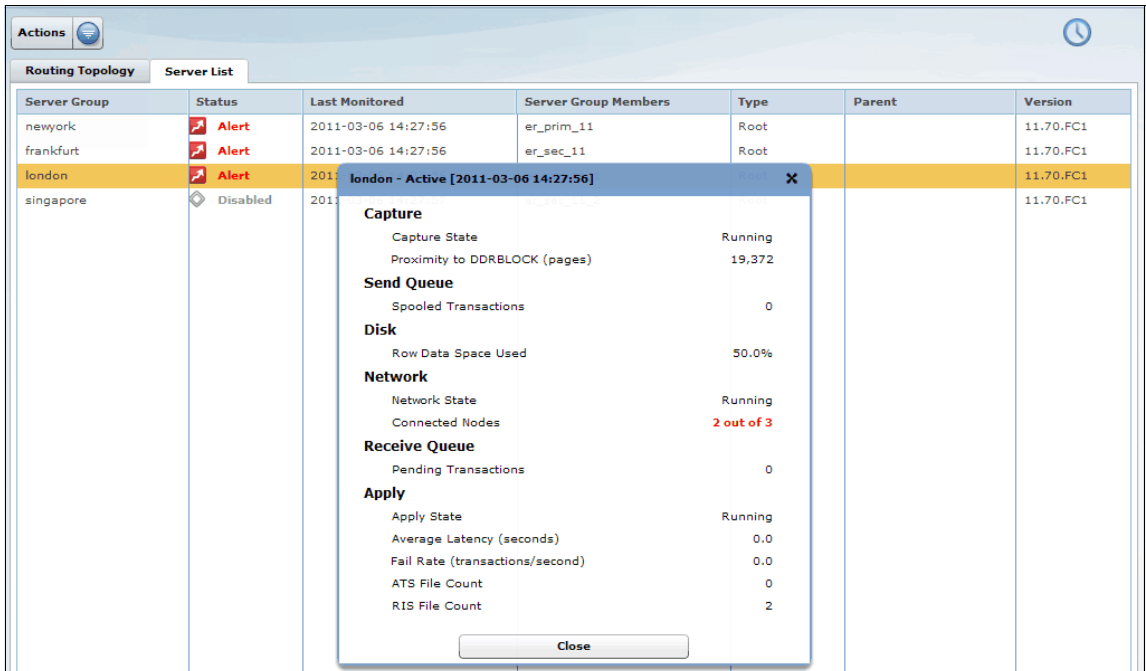 Actions
Routing Topology Server List
Server Group Status Last Monitored Server Group Members Type Parent Version
newyork Alert 2011-03-06 14:27:56 er_prim_11 Root 11.70.FC1
frankfurt Alert 2011-03-06 14:27:56 er_sec_11 Root 11.70.FC1
london Alert 2011 11.70.FC1
singapore Disabled 2011 11.70.FC1
london - Active [2011-03-06 14:27:56]
Capture
Capture State Running
Proximity to DDRBLOCK (pages) 19,372
Send Queue
Spooled Transactions 0
Disk
Row Data Space Used 50.0%
Network
Network State Running
Connected Nodes 2 out of 3
Receive Queue
Pending Transactions 0
Apply
Apply State Running
Average Latency (seconds) 0.0
Fail Rate (transactions/second) 0.0
ATS File Count 0
RIS File Count 2
Close